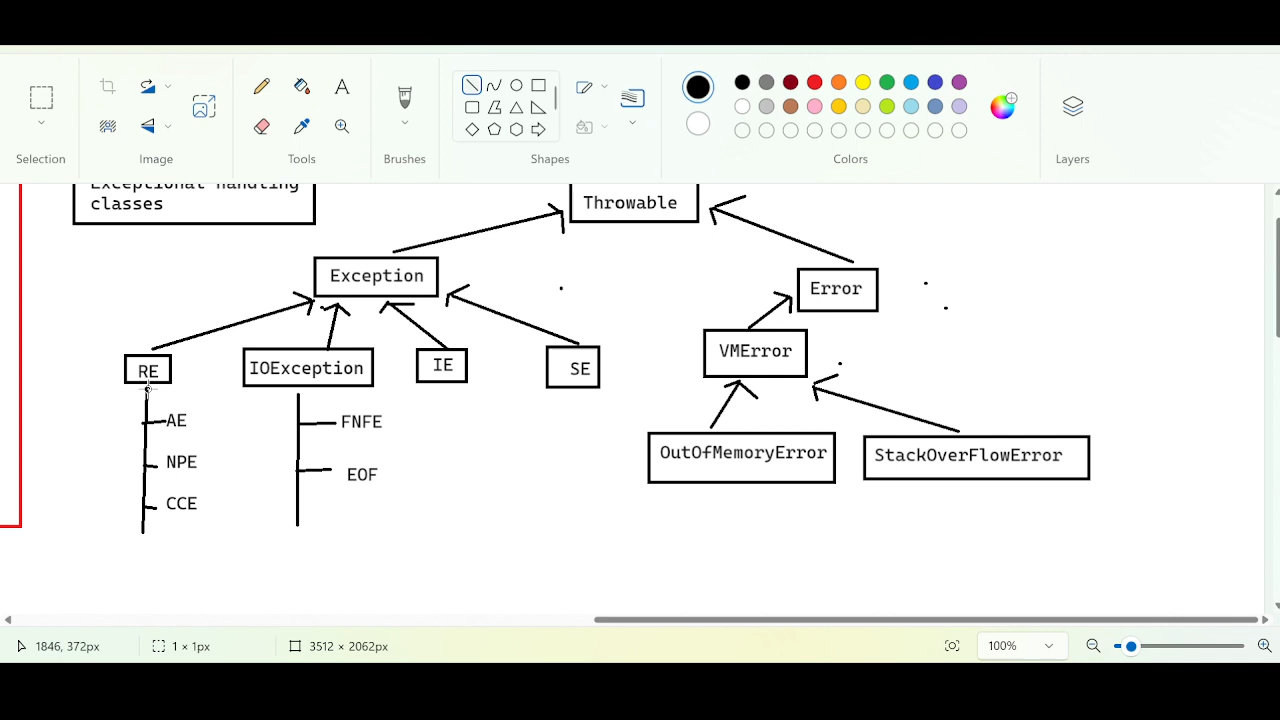 Selection
Image
Tools
Brushes
Shapes
Colors
Layers
Exceptional handling
classes
Throwable
Exception
Error
RE
IOException
IE
SE
VMError
AE
NPE
CCE
FNFE
EOF
OutOfMemoryError
StackOverFlowError
1846, 372px
1 × 1px
3512 × 2062px
100%